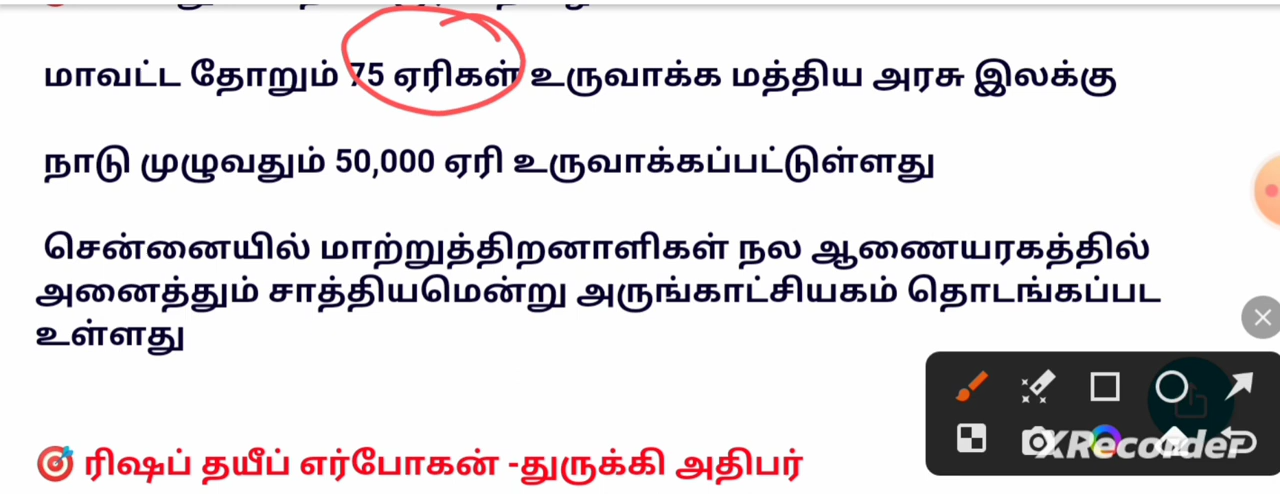 மாவட்ட தோறும் 75 ஏரிகள் உருவாக்க மத்திய அரசு இலக்கு
நாடு முழுவதும் 50,000 ஏரி உருவாக்கப்பட்டுள்ளது
சென்னையில் மாற்றுத்திறனாளிகள் நல ஆணையரகத்தில்
அனைத்தும் சாத்தியமென்று அருங்காட்சியகம் தொடங்கப்பட
உள்ளது
ரிஷப் தயீப் எர்போகன் -துருக்கி அதிபர்
XRecorder